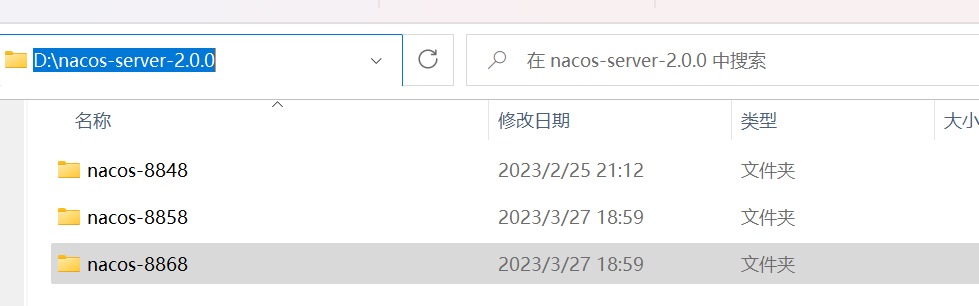 D:\nacos-server-2.0.0 在 nacos-server-2.0.0 中搜索
名称 修改日期 类型 大小
nacos-8848 2023/2/25 21:12 文件夹
nacos-8858 2023/3/27 18:59 文件夹
nacos-8868 2023/3/27 18:59 文件夹